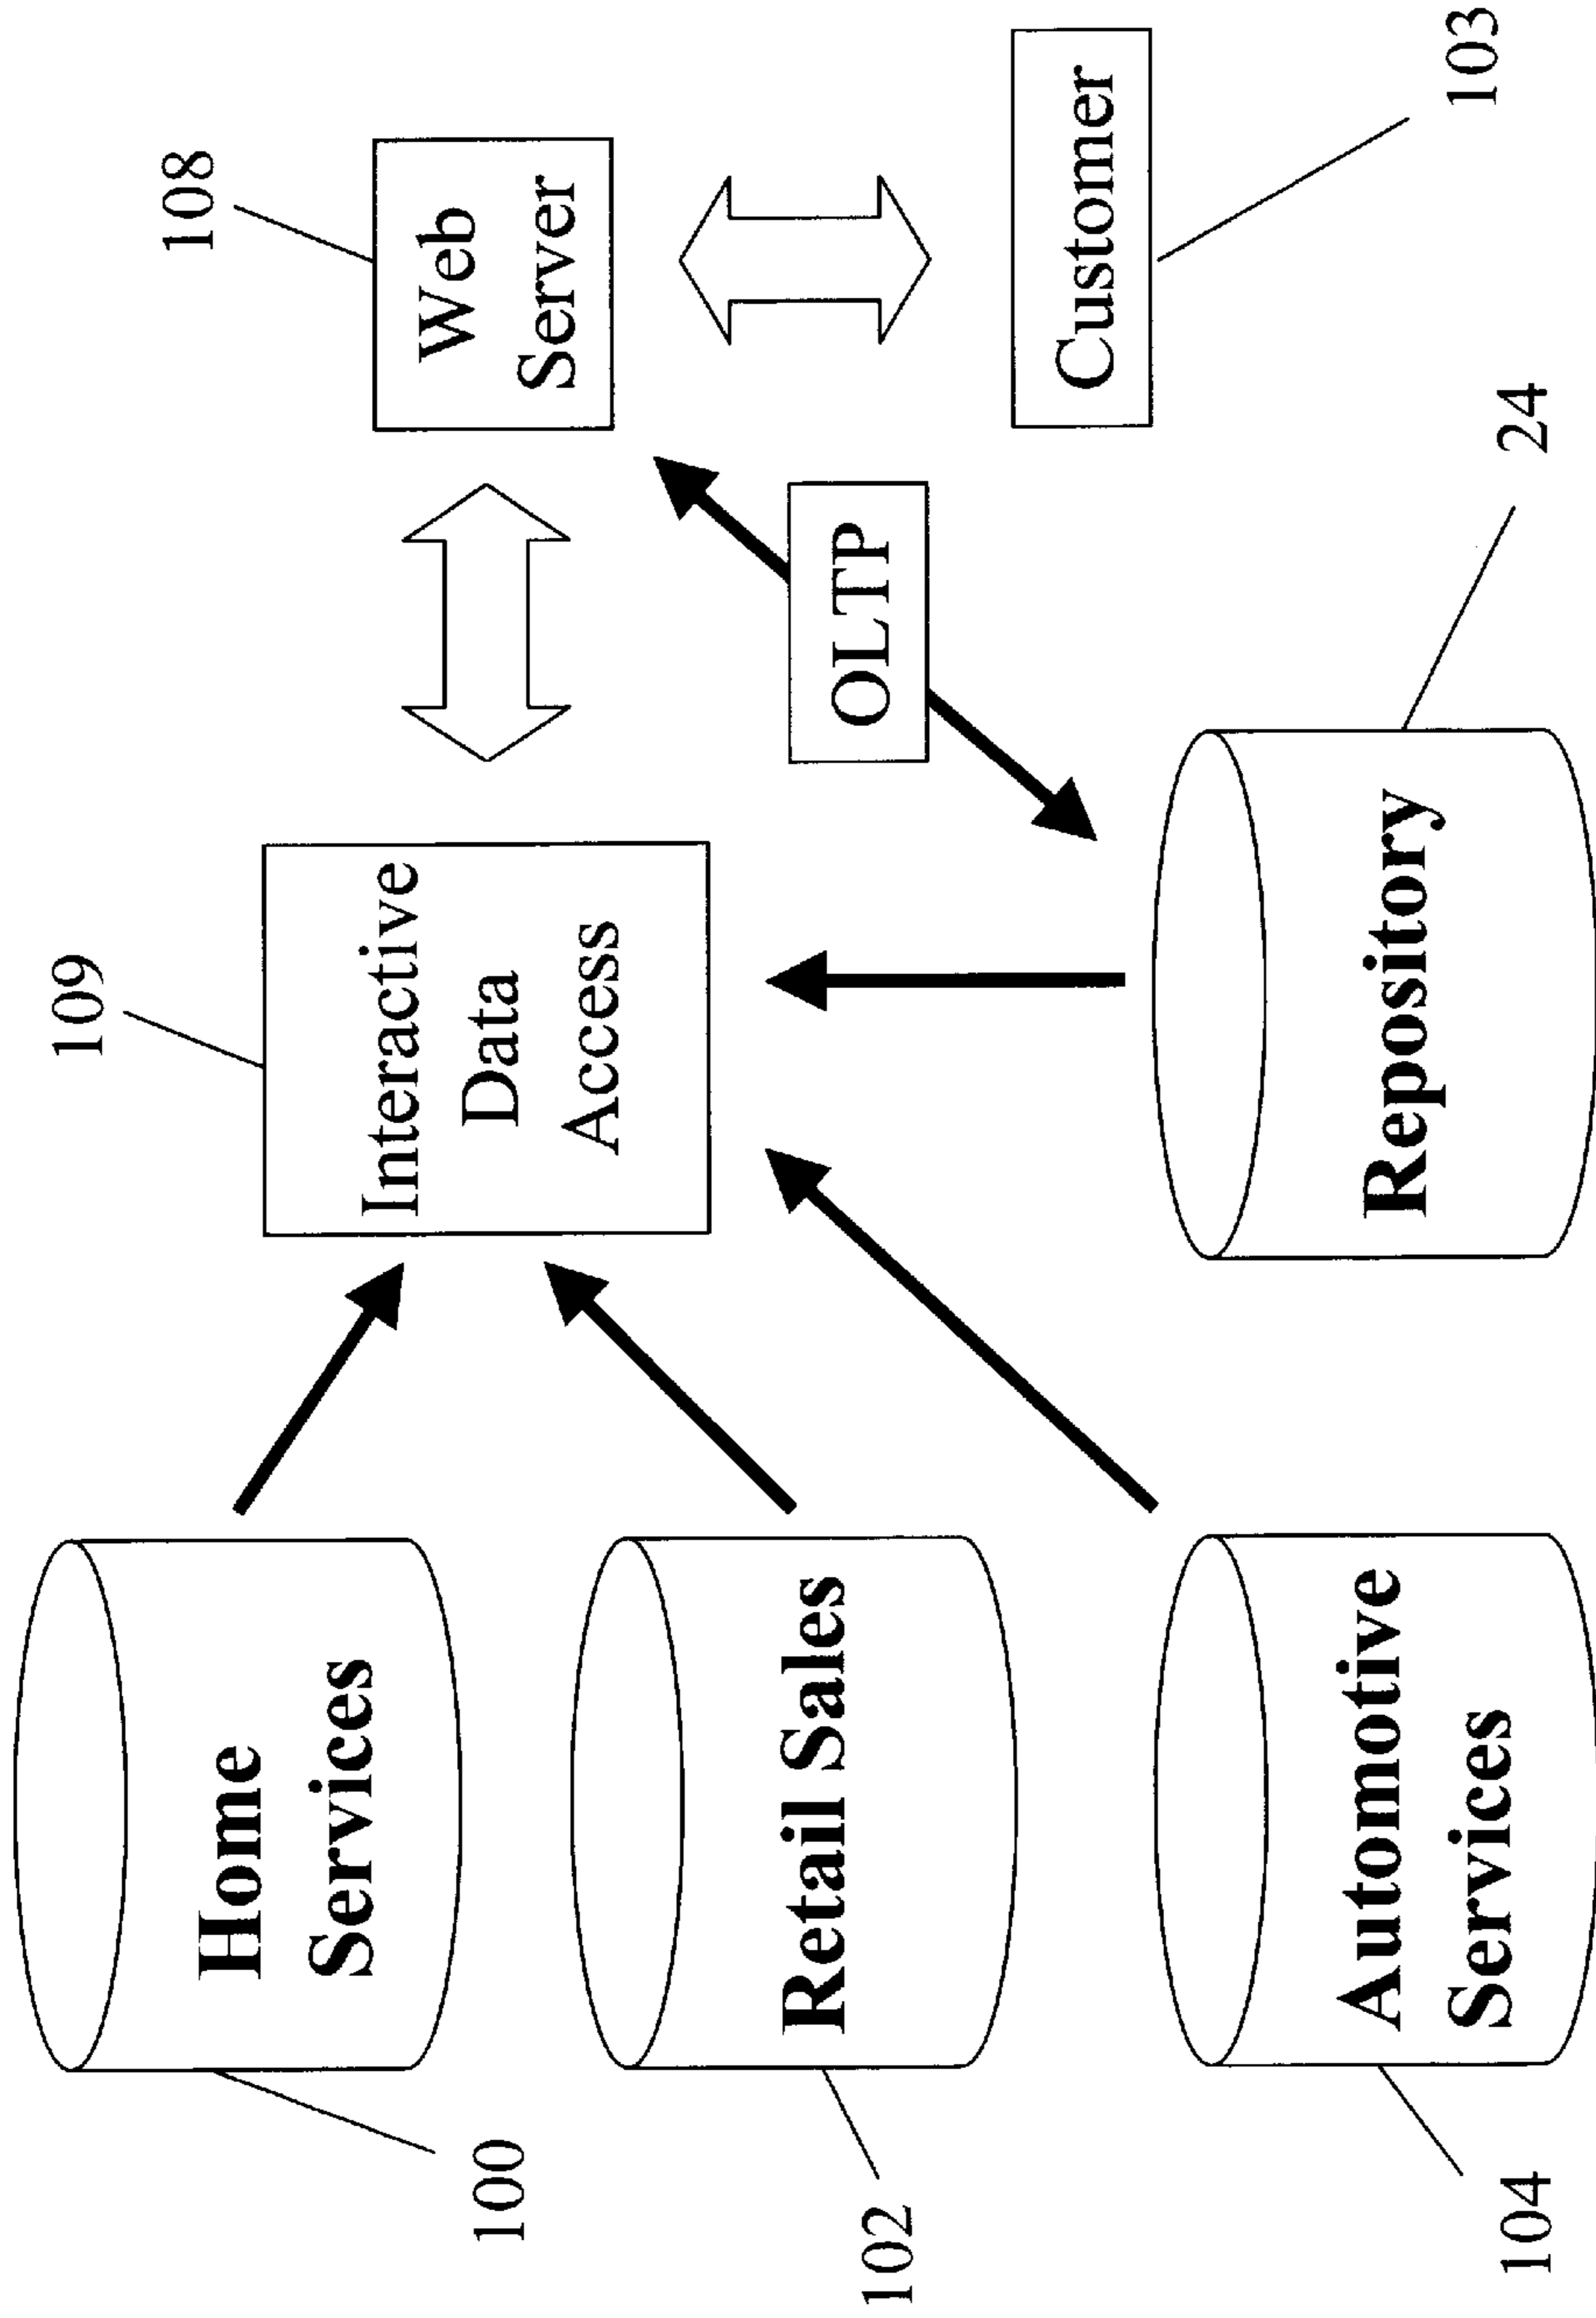 109
108
Home
Services
Interactive
Data
Access
Web
Server
100
Retail Sales
OLTP
Customer
102
103
Automotive
Services
Repository
24
104